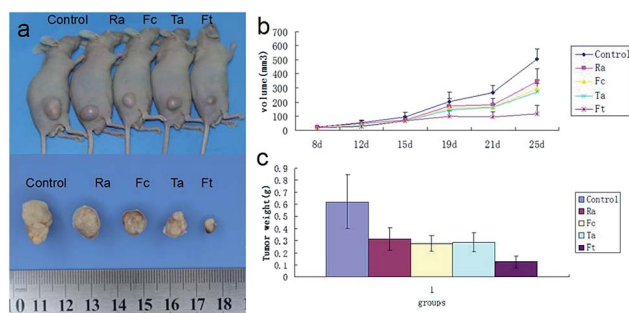 a
Control Ra Fc Ta Ft
Control Ra Fc Ta Ft
10 11 12 13 14 15 16 17 18
b
volume(mm3)
700
600
500
400
300
200
100
0
8d 12d 15d 19d 21d 25d
Control
Ra
Fc
Ta
Ft
c
Tumor weight(g)
0.9
0.8
0.7
0.6
0.5
0.4
0.3
0.2
0.1
0
1
groups
Control
Ra
Fc
Ta
Ft